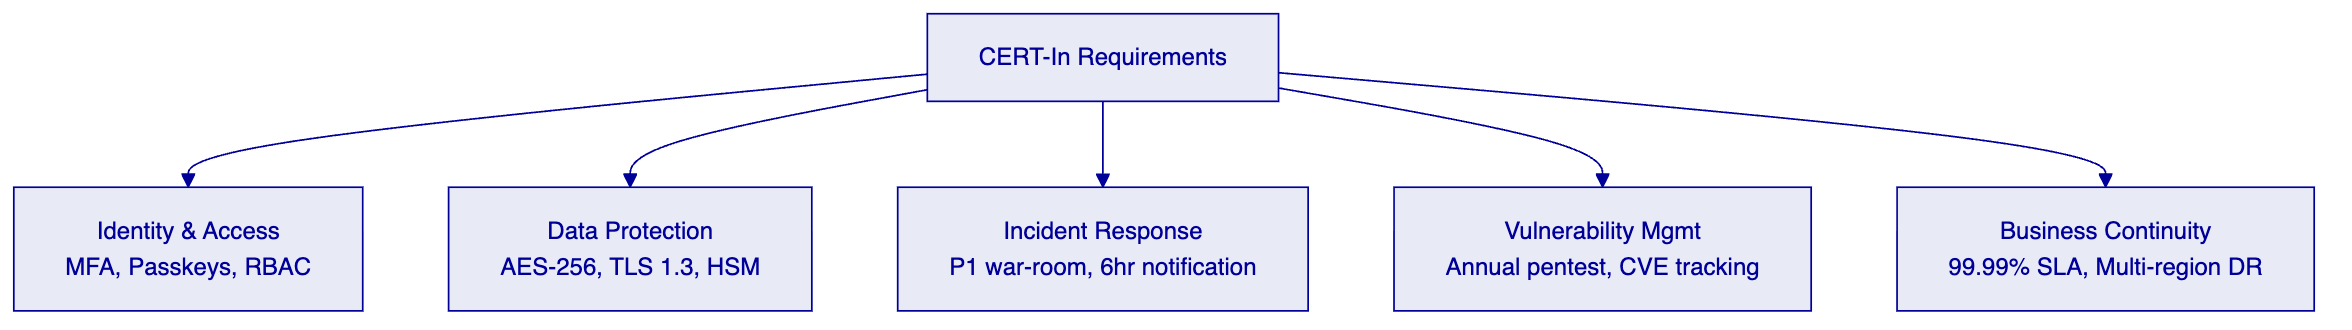 CERT-In Requirements
Identity & Access
MFA, Passkeys, RBAC
Data Protection
AES-256, TLS 1.3, HSM
Incident Response
P1 war-room, 6hr notification
Vulnerability Mgmt
Annual pentest, CVE tracking
Business Continuity
99.99% SLA, Multi-region DR